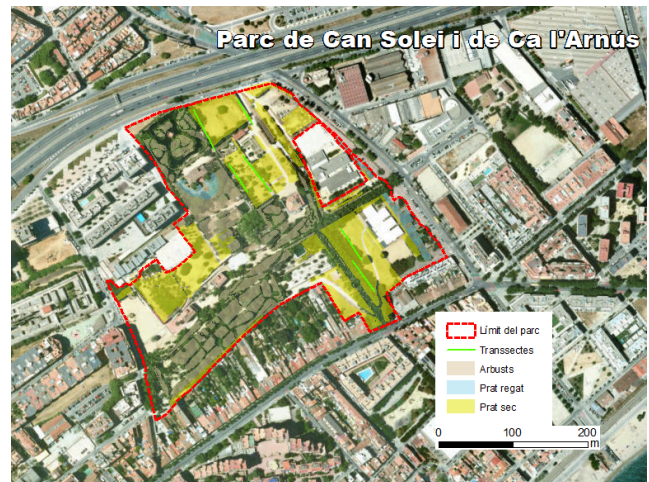 Parc de Can Solei i de Ca l'Arnús
Límit del parc
Transsectes
Arbusts
Prat regat
Prat sec
0 100 200
m